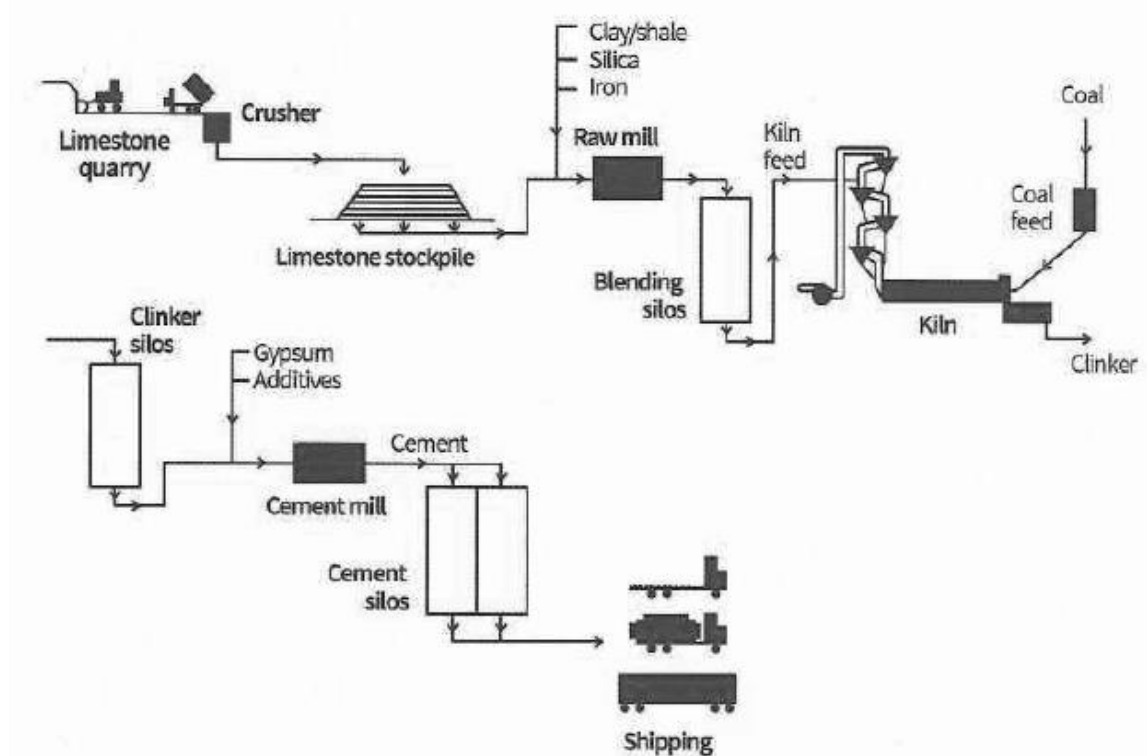 Clay/shale
Silica
Iron
Coal
Crusher
Limestone
quarry
Raw mill
Kiln
feed
Coal
feed
Limestone stockpile
Blending
silos
Kiln
Clinker
Clinker
silos
Gypsum
Additives
Cement
Cement mill
Cement
silos
Shipping